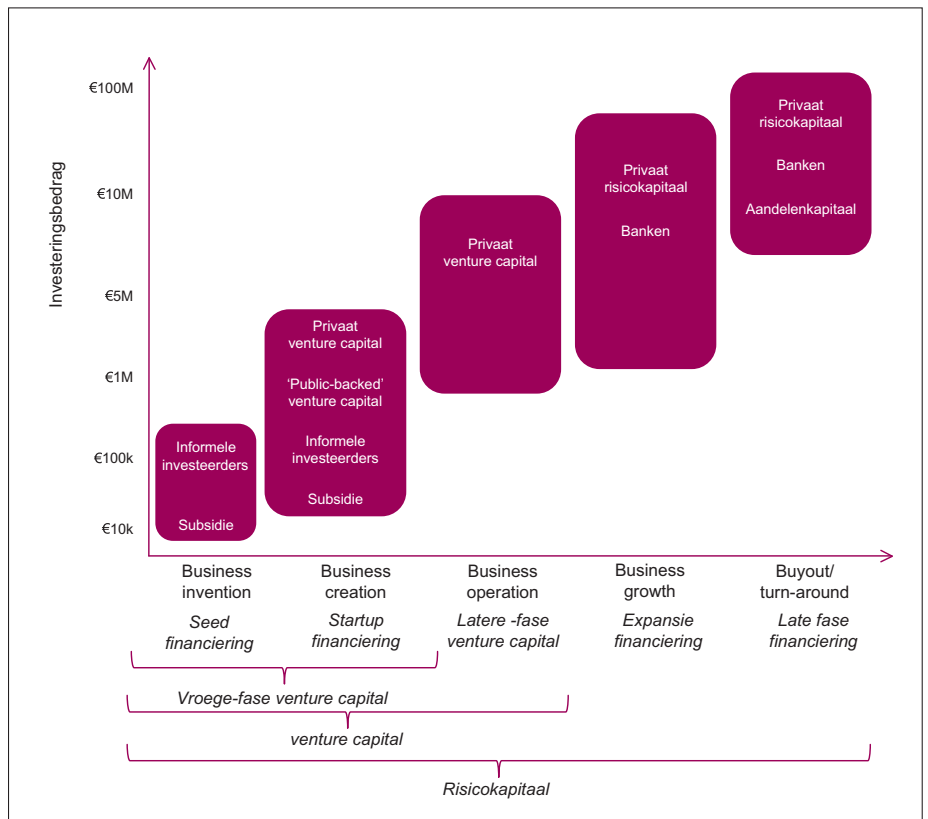 Investeringsbedrag
€100M
€10M
€5M
€1M
€100k
€10k
Informele
investeerders
Subsidie
Privaat
venture capital
‘Public-backed’
venture capital
Informele
investeerders
Subsidie
Privaat
venture capital
Privaat
risicokapitaal
Banken
Privaat
risicokapitaal
Banken
Aandelenkapitaal
Business
invention
Seed
financiering
Business
creation
Startup
financiering
Business
operation
Latere -fase
venture capital
Business
growth
Expansie
financiering
Buyout/
turn-around
Late fase
financiering
Vroege-fase venture capital
venture capital
Risicokapitaal